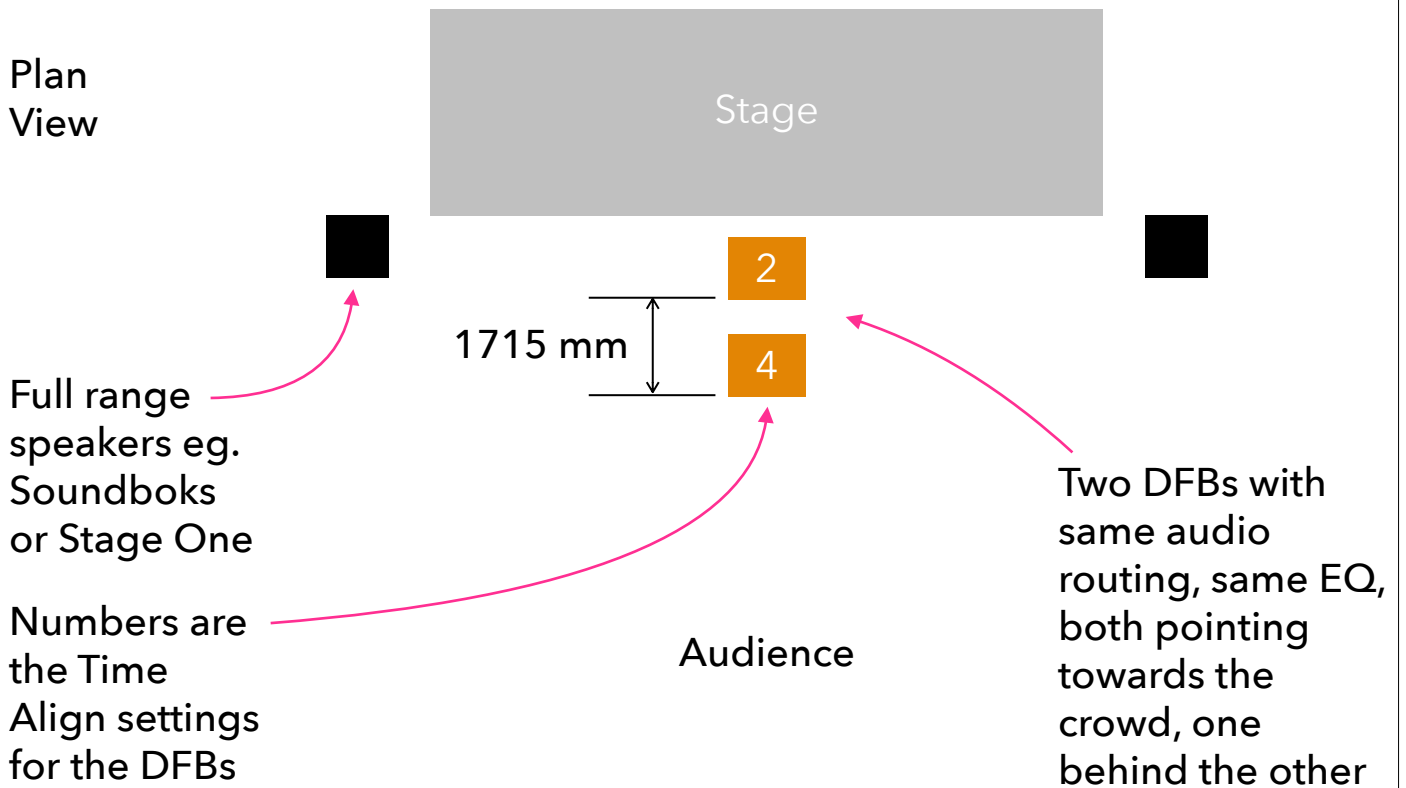 Plan
View
Stage
2
1715 mm
4
Full range
speakers eg.
Soundboks
or Stage One
Numbers are
the Time
Align settings
for the DFBs
Audience
Two DFBs with
same audio
routing, same EQ,
both pointing
towards the
crowd, one
behind the other